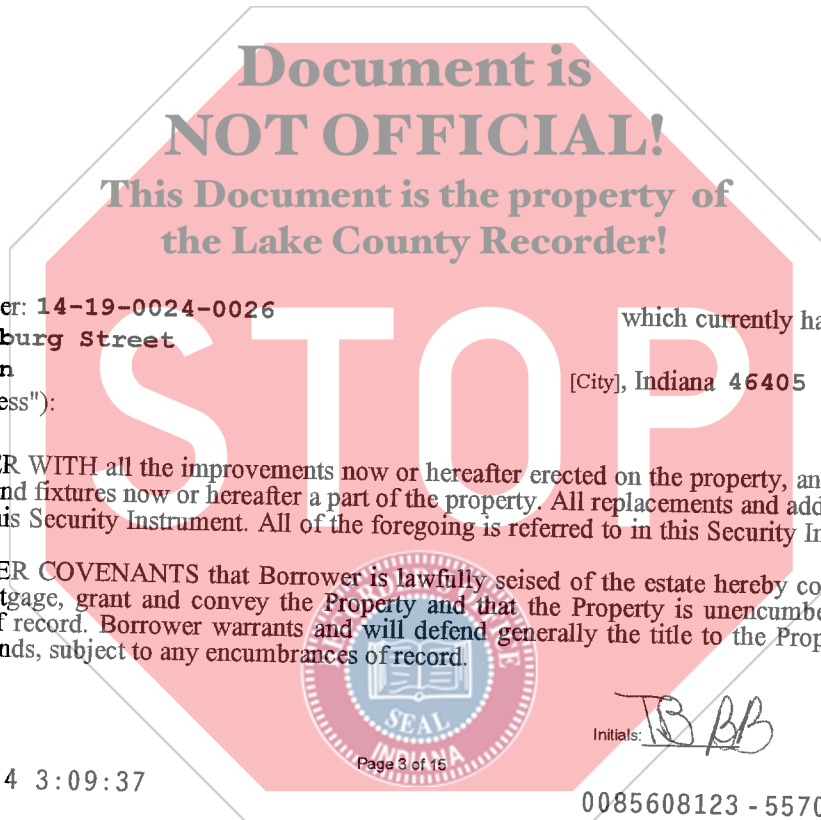 Document is
NOT OFFICIAL!
This Document is the property of
the Lake County Recorder!
er: 14-19-0024-0026
which currently ha
burg Street
n
[City], Indiana 46405
ess"):
STOP
ER WITH all the improvements now or hereafter erected on the property, an
nd fixtures now or hereafter a part of the property. All replacements and add
is Security Instrument. All of the foregoing is referred to in this Security In
ER COVENANTS that Borrower is lawfully seised of the estate hereby co
tgage, grant and convey the Property and that the Property is unencumbe
f record. Borrower warrants and will defend generally the title to the Prop
nds, subject to any encumbrances of record.
SEAL
INDIANA
Initials: TB BB
Page 3 of 15
4 3:09:37
0085608123 - 5570